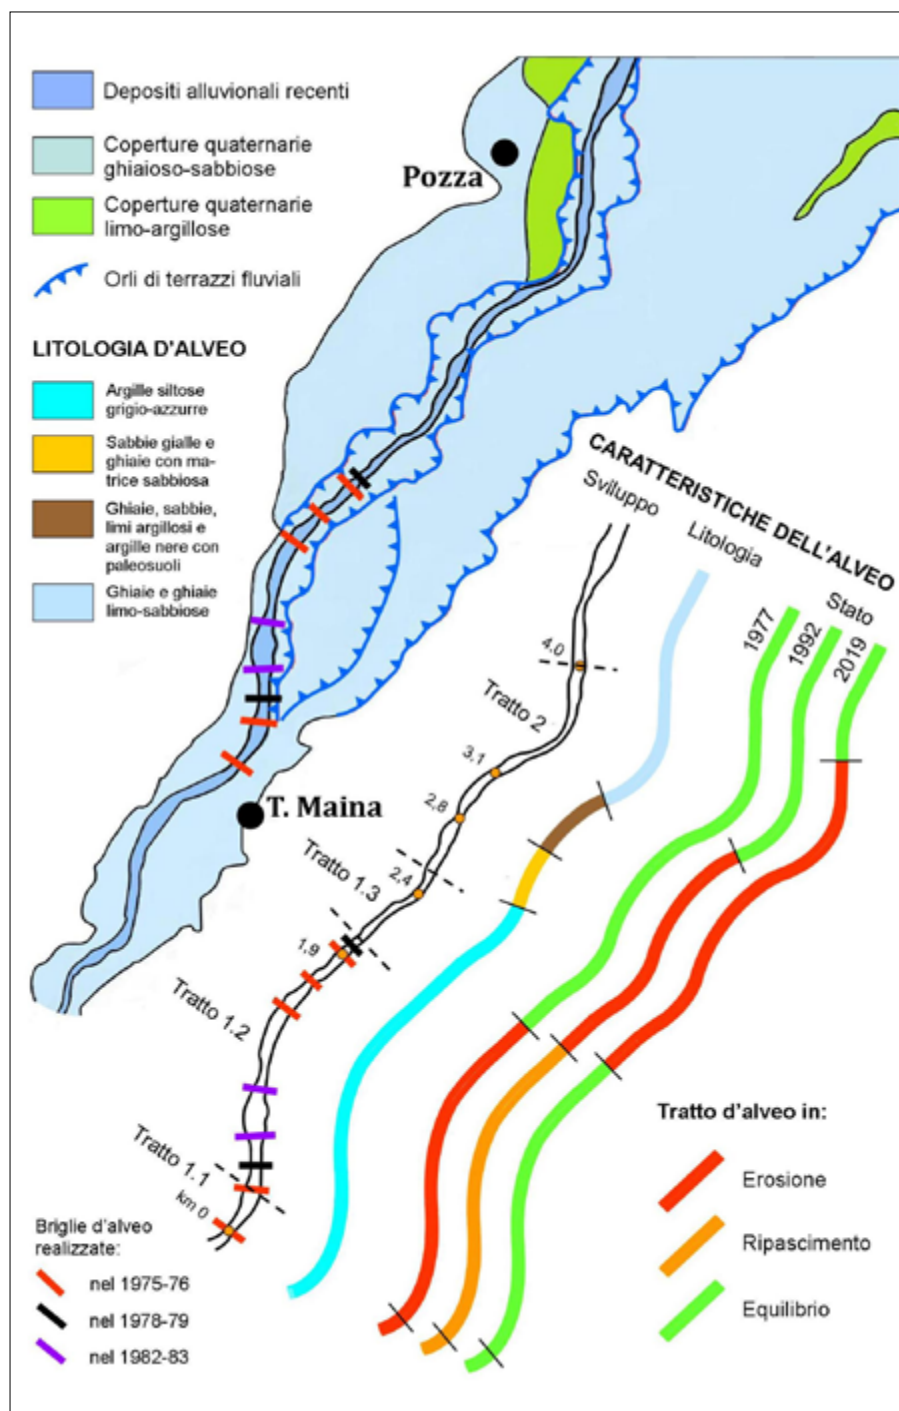 Depositi alluvionali recenti
Coperture quaternarie
ghiaioso-sabbiose
Coperture quaternarie
limo-argillose
Orli di terrazzi fluviali
LITOLOGIA D'ALVEO
Argille siltose
grigio-azzurre
Sabbie gialle e
ghiaie con ma-
trice sabbiosa
Ghiaie, sabbie,
limi argillosi e
argille nere con
paleosuoli
Ghiaie e ghiaie
limo-sabbiose
Pozza
T. Maina
CARATTERISTICHE DELL'ALVEO
Sviluppo
Litologia
Stato
1977
1992
2019
4.0
Tratto 2
3,1
2,8
Tratto 1.3
2,4
1,9
Tratto 1.2
Tratto 1.1
km 0
Briglie d'alveo
realizzate:
nel 1975-76
nel 1978-79
nel 1982-83
Tratto d'alveo in:
Erosione
Ripascimento
Equilibrio